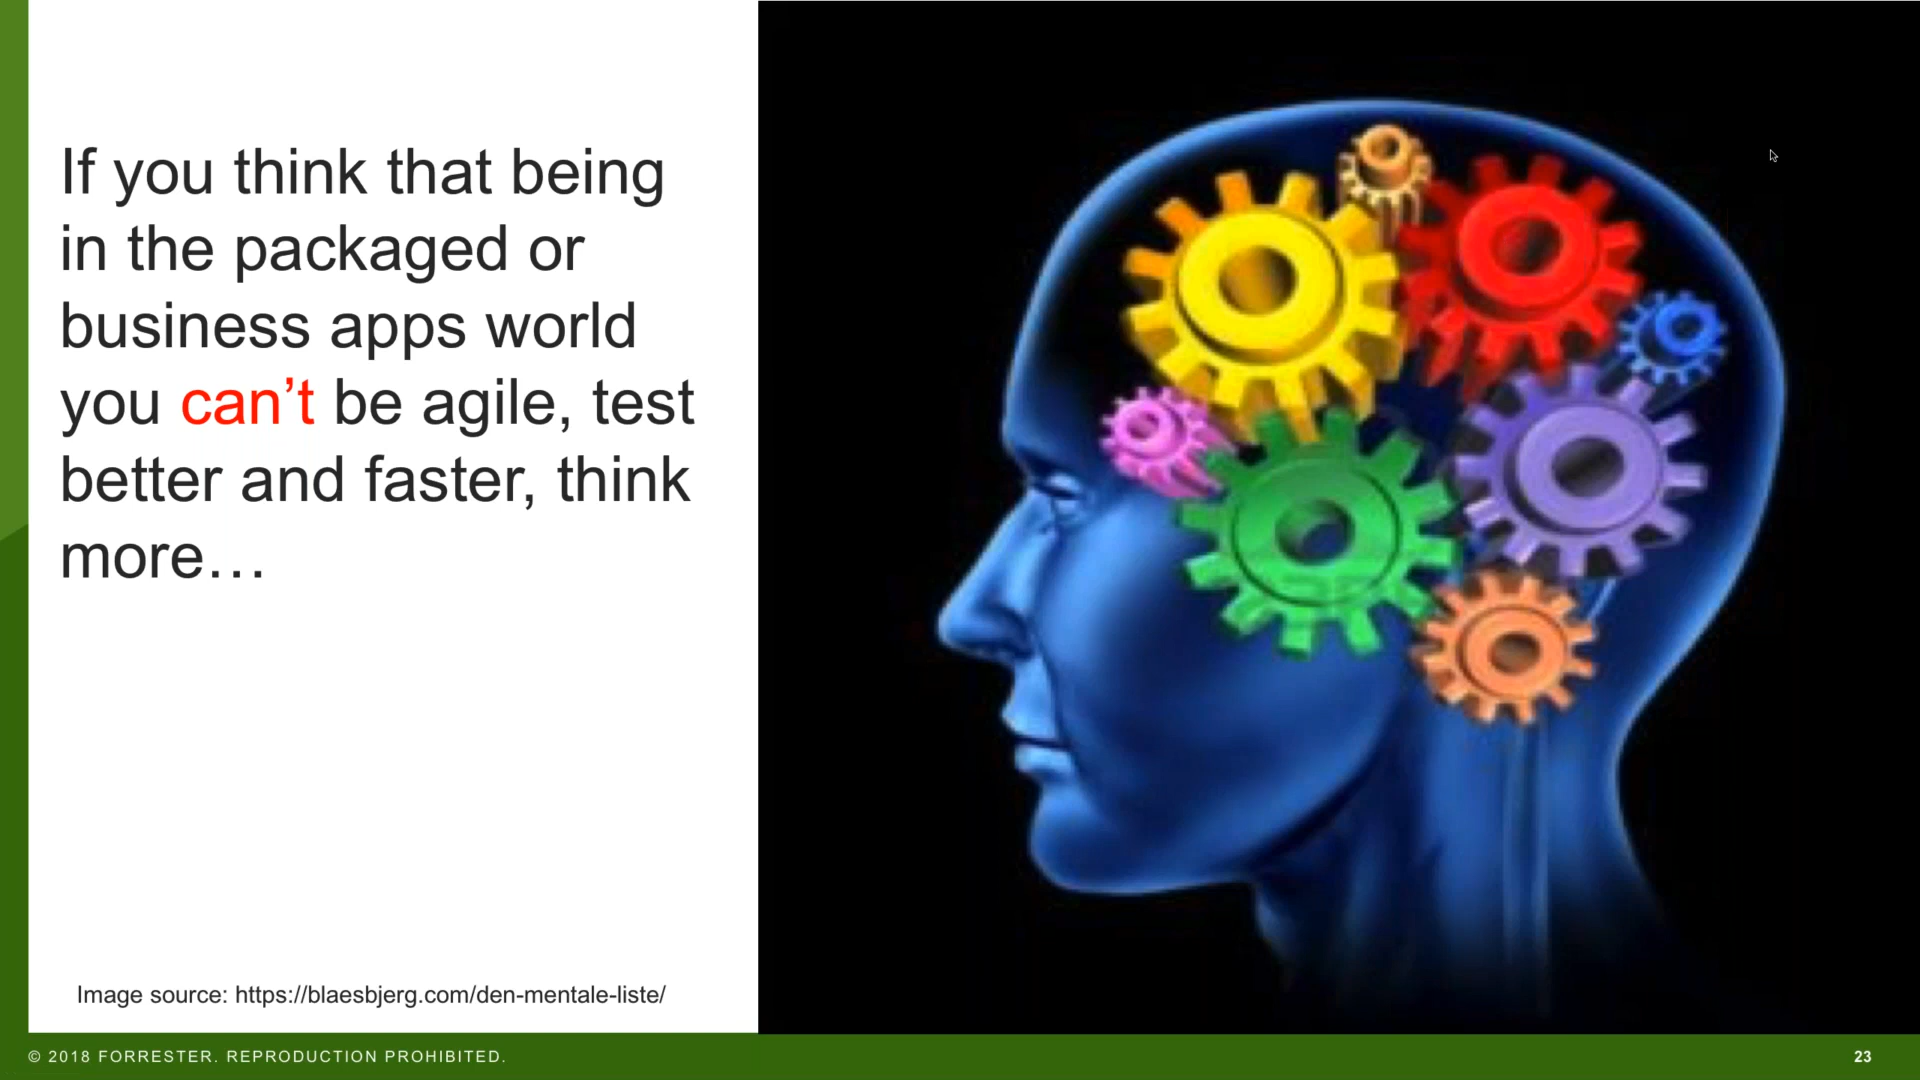 If you think that being
in the packaged or
business apps world
you can’t be agile, test
better and faster, think
more…
Image source: https://blaesbjerg.com/den-mentale-liste/
© 2018 FORRESTER. REPRODUCTION PROHIBITED.
23